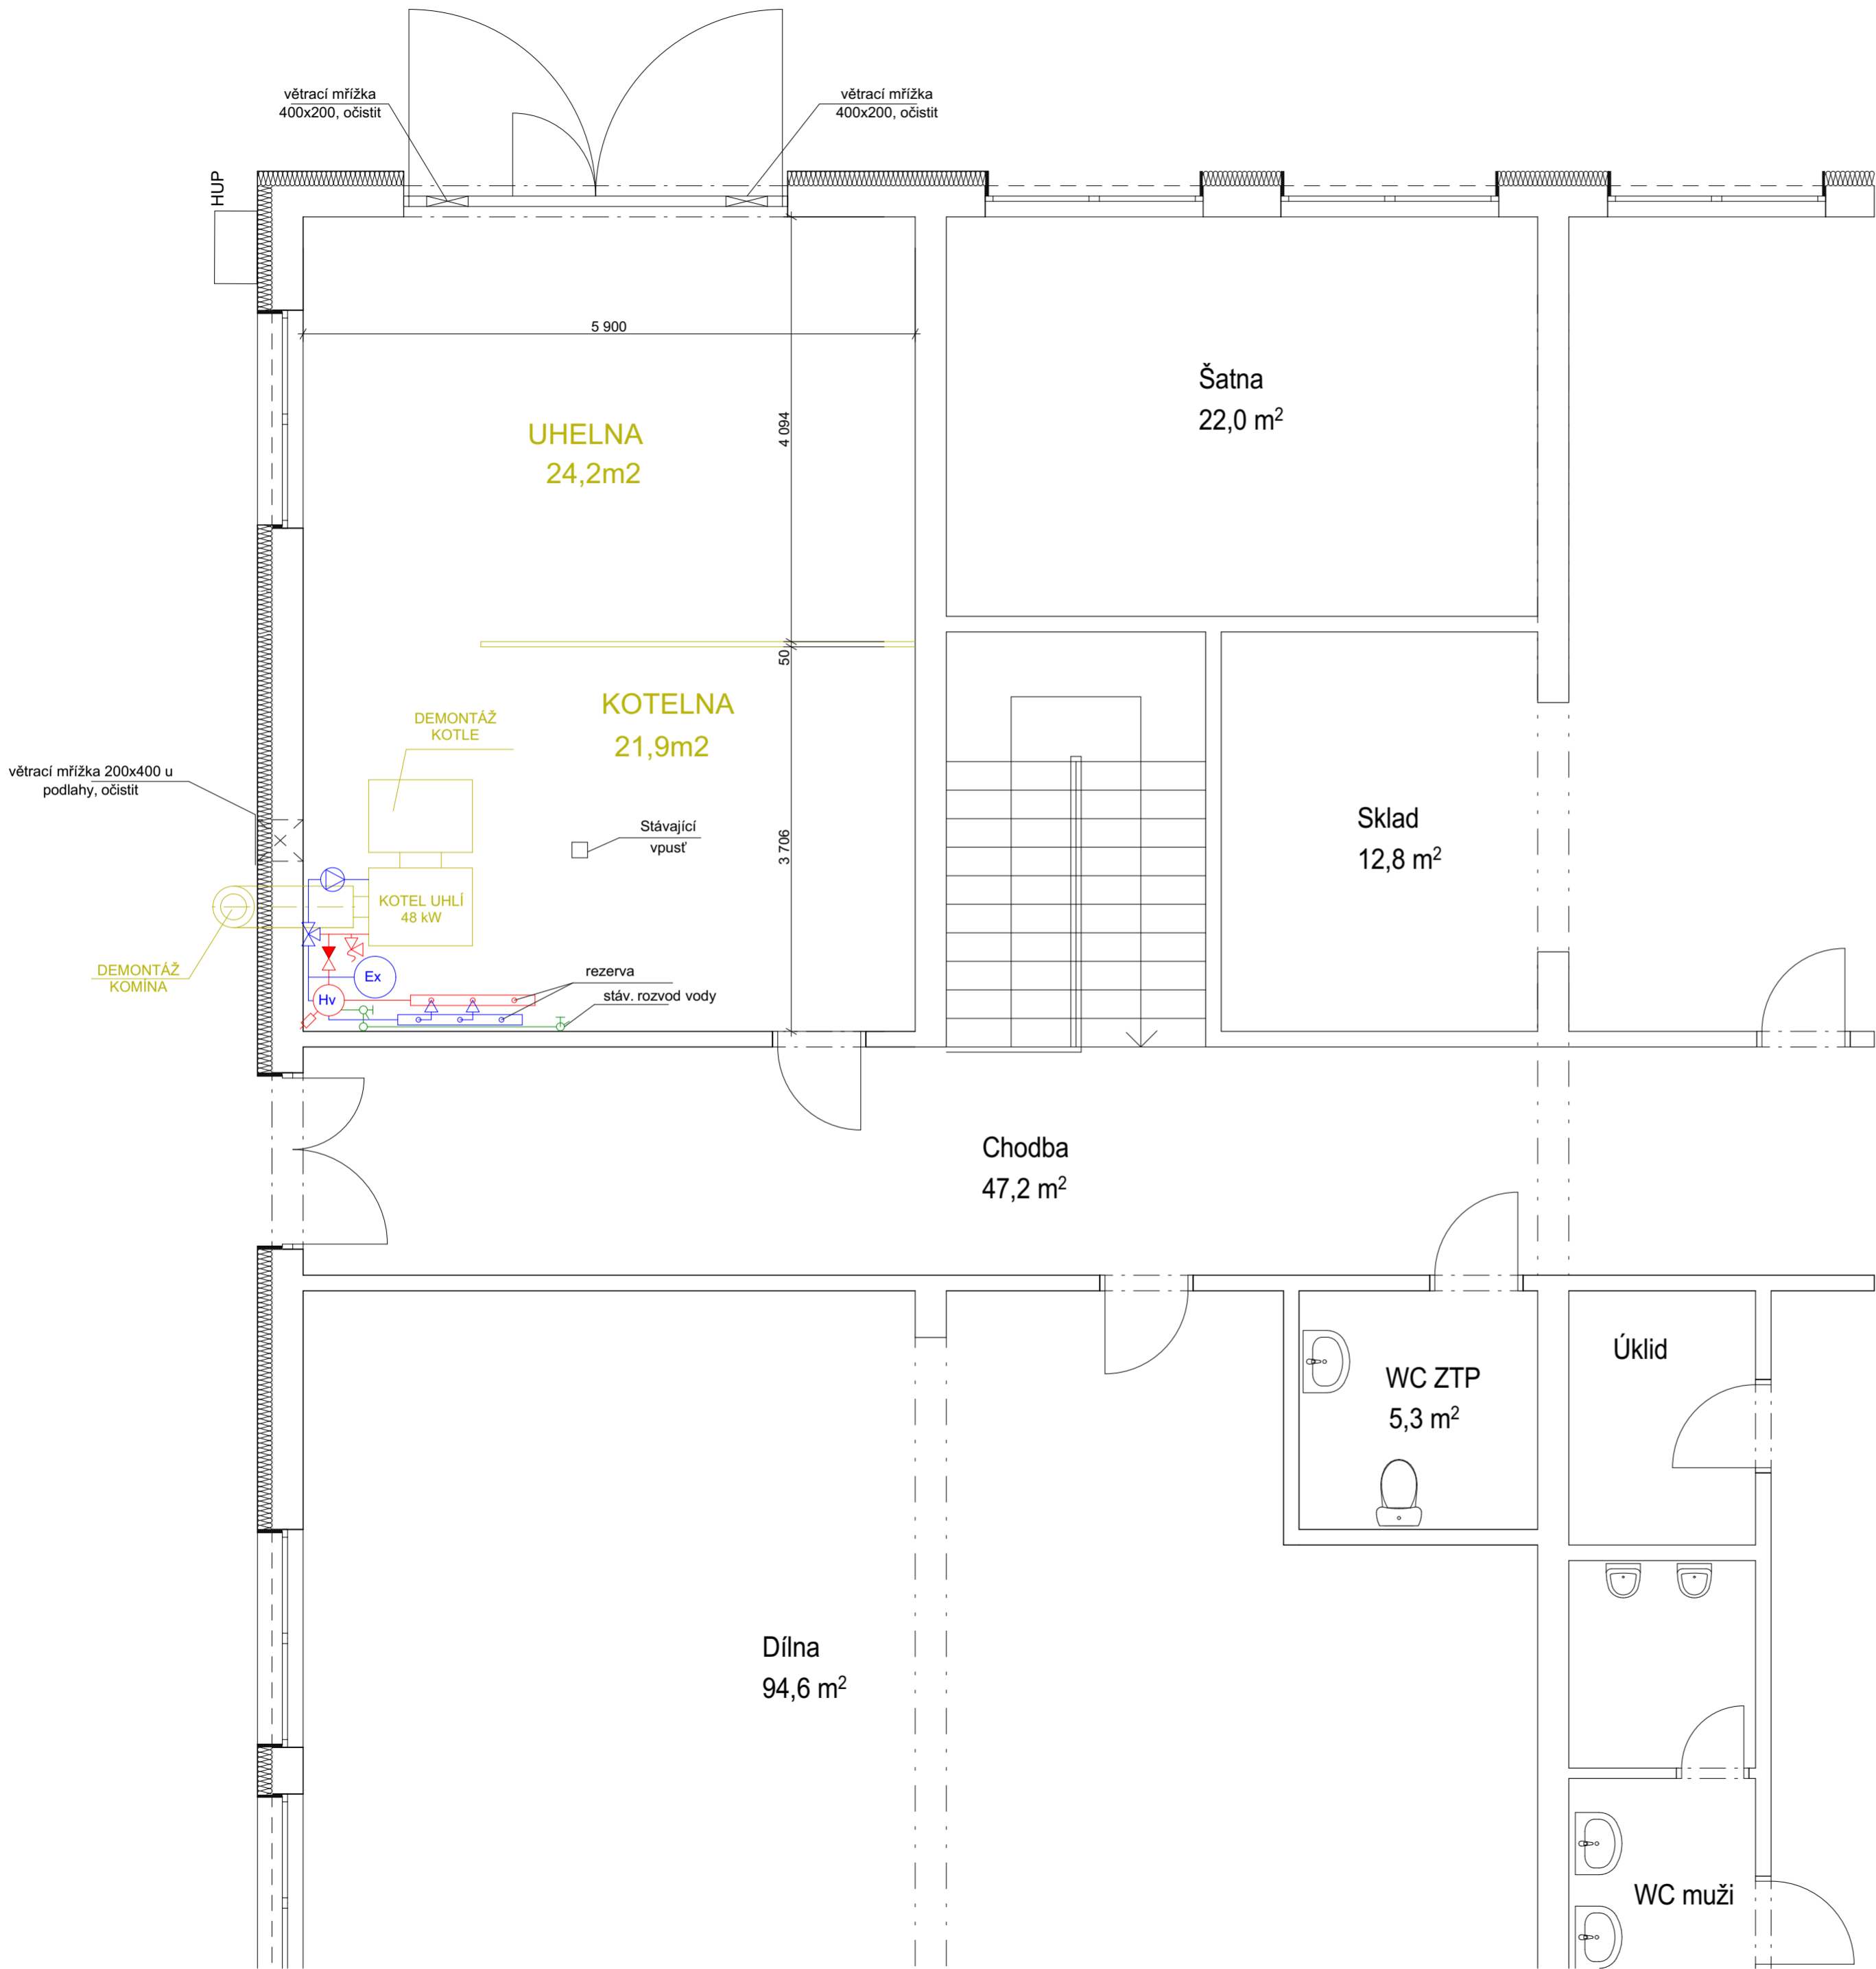 větrací mřížka
400x200, očistit
větrací mřížka
400x200, očistit
HUP
5 900
Šatna
22,0 m²
4 094
UHELNA
24,2m2
50
KOTELNA
21,9m2
DEMONTÁŽ
KOTLE
větrací mřížka 200x400 u
podlahy, očistit
Stávající
vpusť
3 706
Sklad
12,8 m²
KOTEL UHLÍ
48 kW
DEMONTÁŽ
KOMÍNA
Ex
rezerva
Hv
stáv. rozvod vody
Chodba
47,2 m²
Úklid
WC ZTP
5,3 m²
Dílna
94,6 m²
WC muži